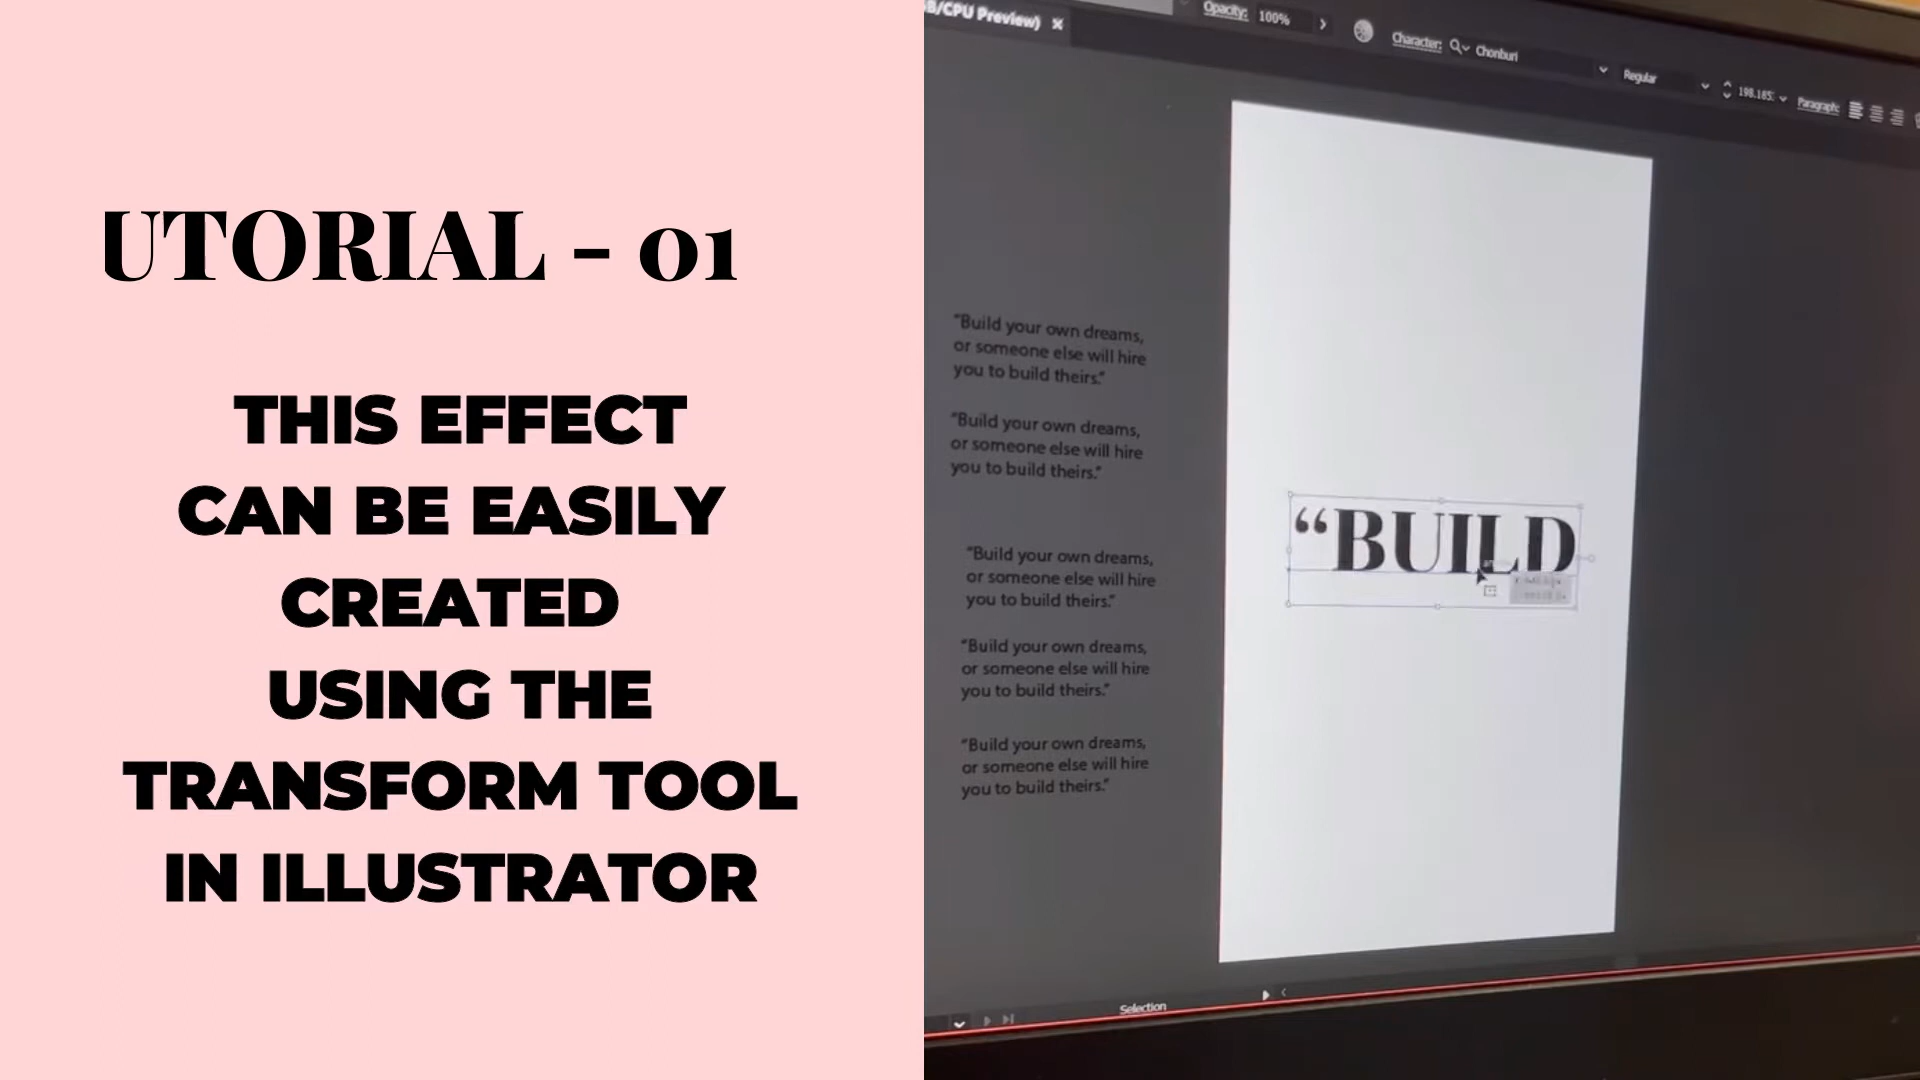 UTORIAL - 01
THIS EFFECT
CAN BE EASILY
CREATED
USING THE
TRANSFORM TOOL
IN ILLUSTRATOR
B/CPU Preview) ×
Opacity: 100%
Character: Chonburi
Regular
Paragraph:
"Build your own dreams,
or someone else will hire
you to build theirs."
"Build your own dreams,
or someone else will hire
you to build theirs."
"Build your own dreams,
or someone else will hire
you to build theirs."
"Build your own dreams,
or someone else will hire
you to build theirs."
"Build your own dreams,
or someone else will hire
you to build theirs."
“BUILD
Selection